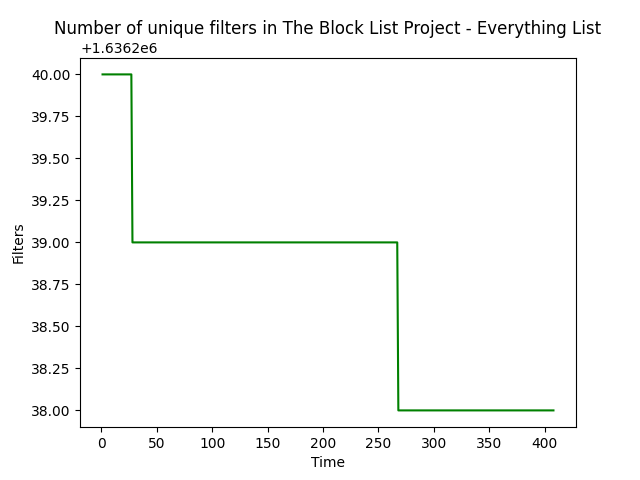 Number of unique filters in The Block List Project - Everything List
+1.6362e6
40.00
39.75
39.50
39.25
39.00
38.75
38.50
38.25
38.00
Filters
0 50 100 150 200 250 300 350 400
Time